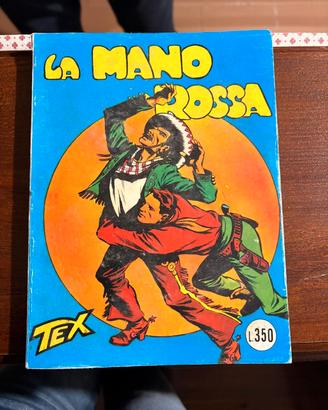 LA MANO
ROSSA
TEX
L.350